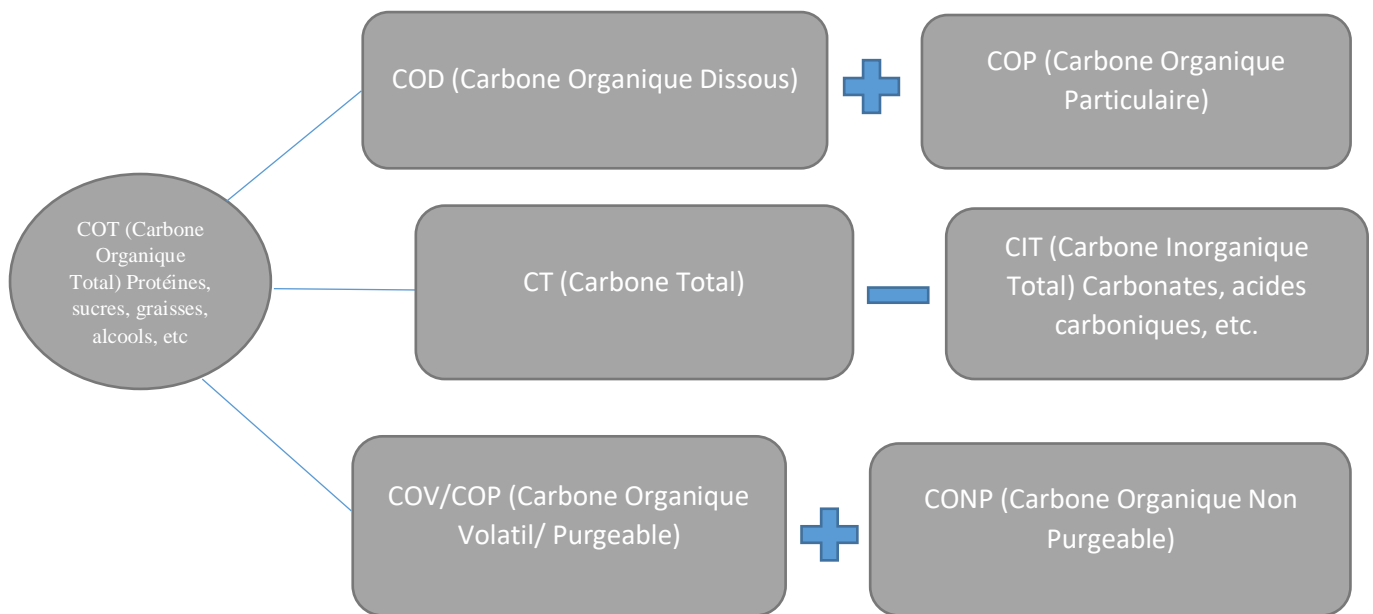 COD (Carbone Organique Dissous)
COP (Carbone Organique
Particulaire)
COT (Carbone
Organique
Total) Protéines,
sucres, graisses,
alcools, etc
CT (Carbone Total)
CIT (Carbone Inorganique
Total) Carbonates, acides
carboniques, etc.
COV/COP (Carbone Organique
Volatil/ Purgeable)
CONP (Carbone Organique Non
Purgeable)